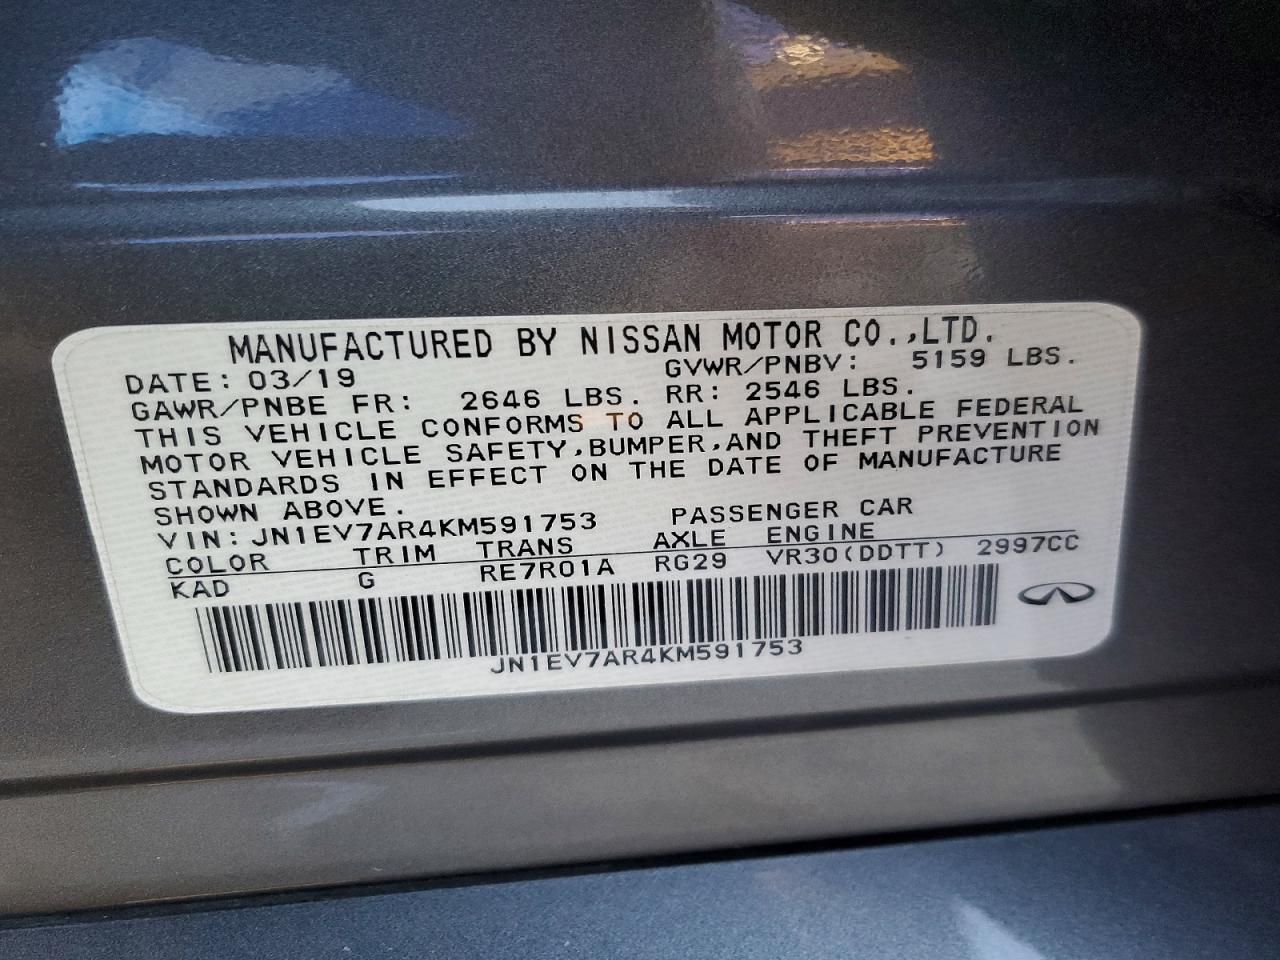 MANUFACTURED BY NISSAN MOTOR CO.,LTD.
DATE: 03/19 GVWR/PNBV: 5159 LBS.
GAWR/PNBE FR: 2646 LBS. RR: 2546 LBS.
THIS VEHICLE CONFORMS TO ALL APPLICABLE FEDERAL
MOTOR VEHICLE SAFETY,BUMPER,AND THEFT PREVENTION
STANDARDS IN EFFECT ON THE DATE OF MANUFACTURE
SHOWN ABOVE.
VIN: JN1EV7AR4KM591753 PASSENGER CAR
COLOR TRIM TRANS AXLE ENGINE
KAD G RE7R01A RG29 VR30(DDTT) 2997CC
JN1EV7AR4KM591753